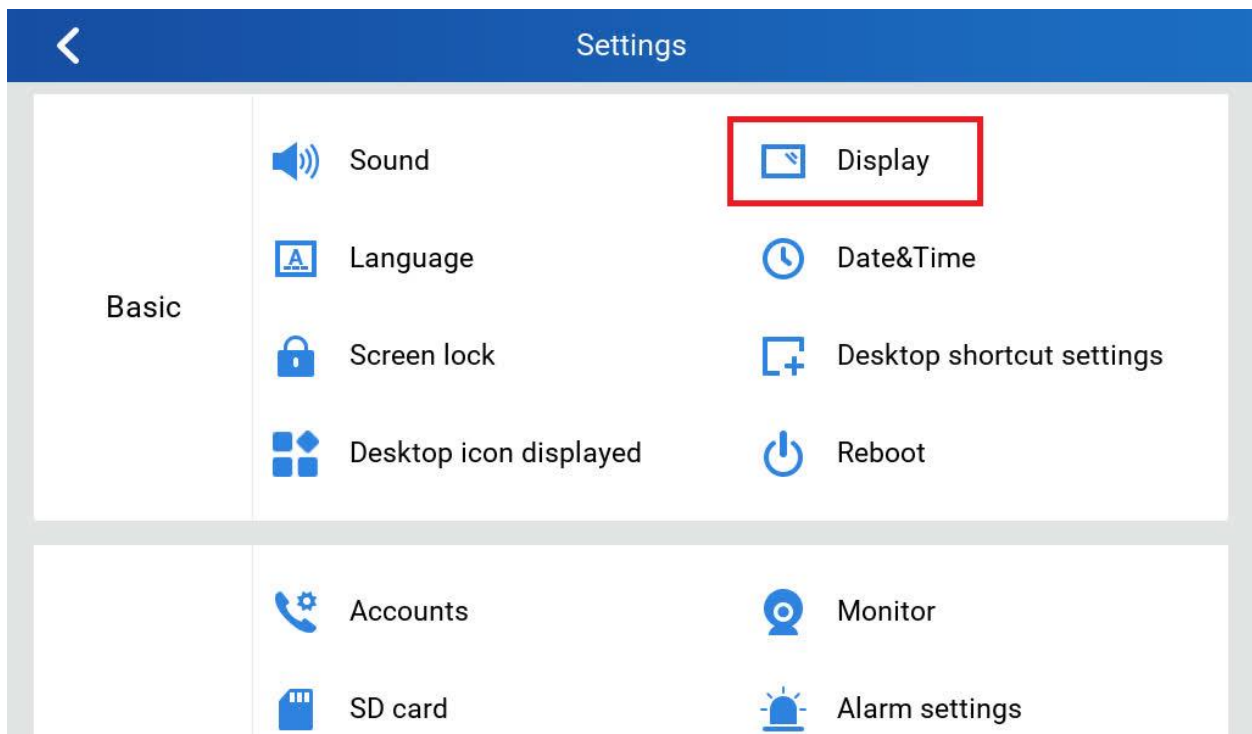 Settings
Sound
Display
Language
Date&Time
Basic
Screen lock
Desktop shortcut settings
Desktop icon displayed
Reboot
Accounts
Monitor
SD card
Alarm settings